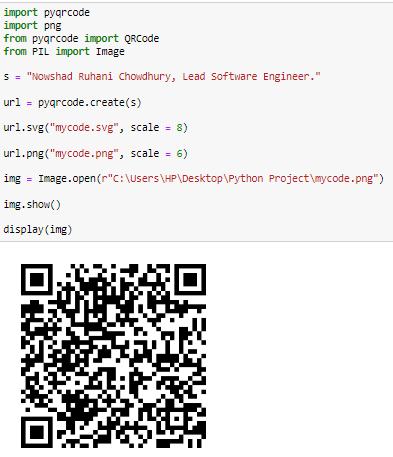 import pyqrcode
import png
from pyqrcode import QRCode
from PIL import Image
s = "Nowshad Ruhani Chowdhury, Lead Software Engineer."
url = pyqrcode.create(s)
url.svg("mycode.svg", scale = 8)
url.png("mycode.png", scale = 6)
img = Image.open(r"C:\Users\HP\Desktop\Python Project\mycode.png")
img.show()
display(img)